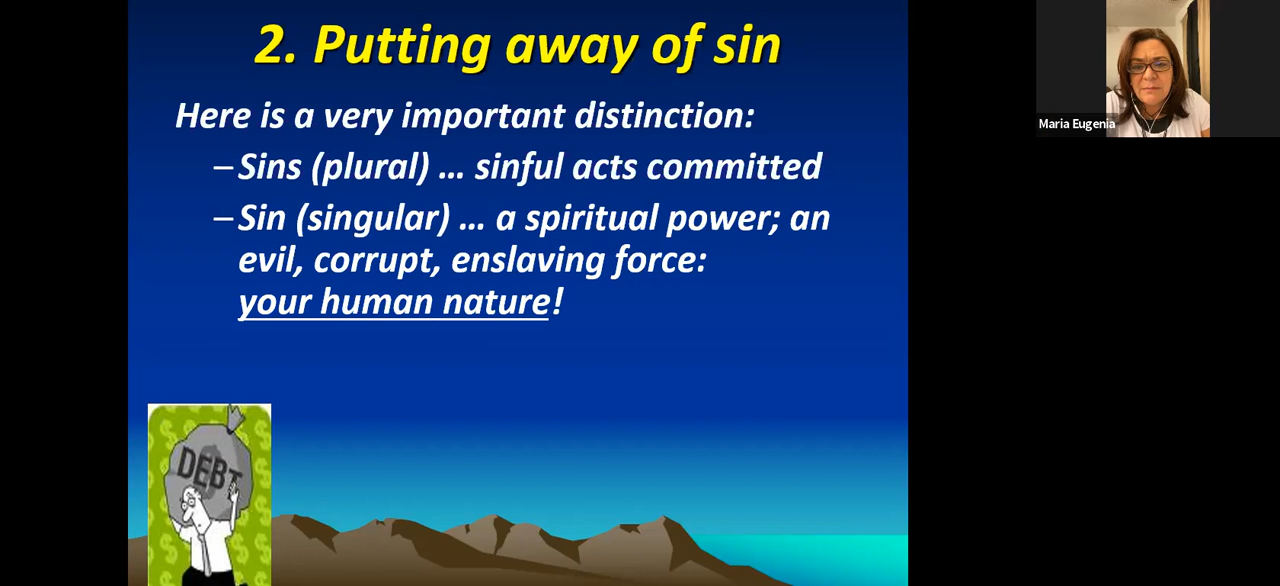 2. Putting away of sin
Here is a very important distinction:
–Sins (plural) … sinful acts committed
–Sin (singular) … a spiritual power; an
evil, corrupt, enslaving force:
your human nature!
DEBT
Maria Eugenia